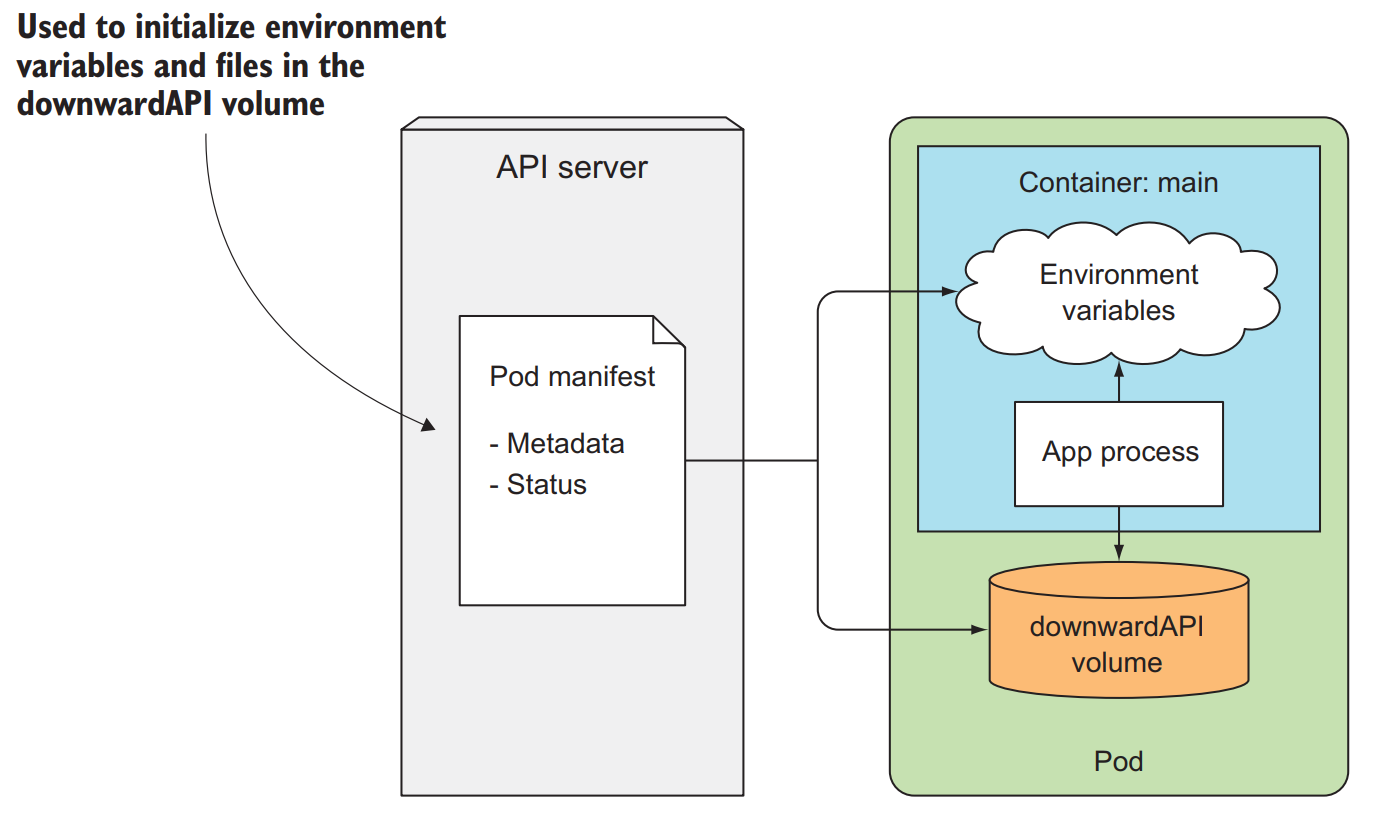 Used to initialize environment
variables and files in the
downwardAPI volume
API server
Pod manifest
- Metadata
- Status
Container: main
Environment
variables
App process
downwardAPI
volume
Pod